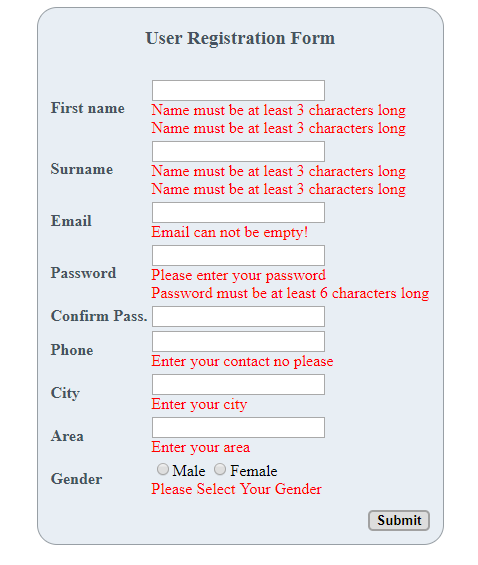 User Registration Form
First name
Name must be at least 3 characters long
Name must be at least 3 characters long
Surname
Name must be at least 3 characters long
Name must be at least 3 characters long
Email
Email can not be empty!
Password
Please enter your password
Password must be at least 6 characters long
Confirm Pass.
Phone
Enter your contact no please
City
Enter your city
Area
Enter your area
Gender
Male Female
Please Select Your Gender
Submit